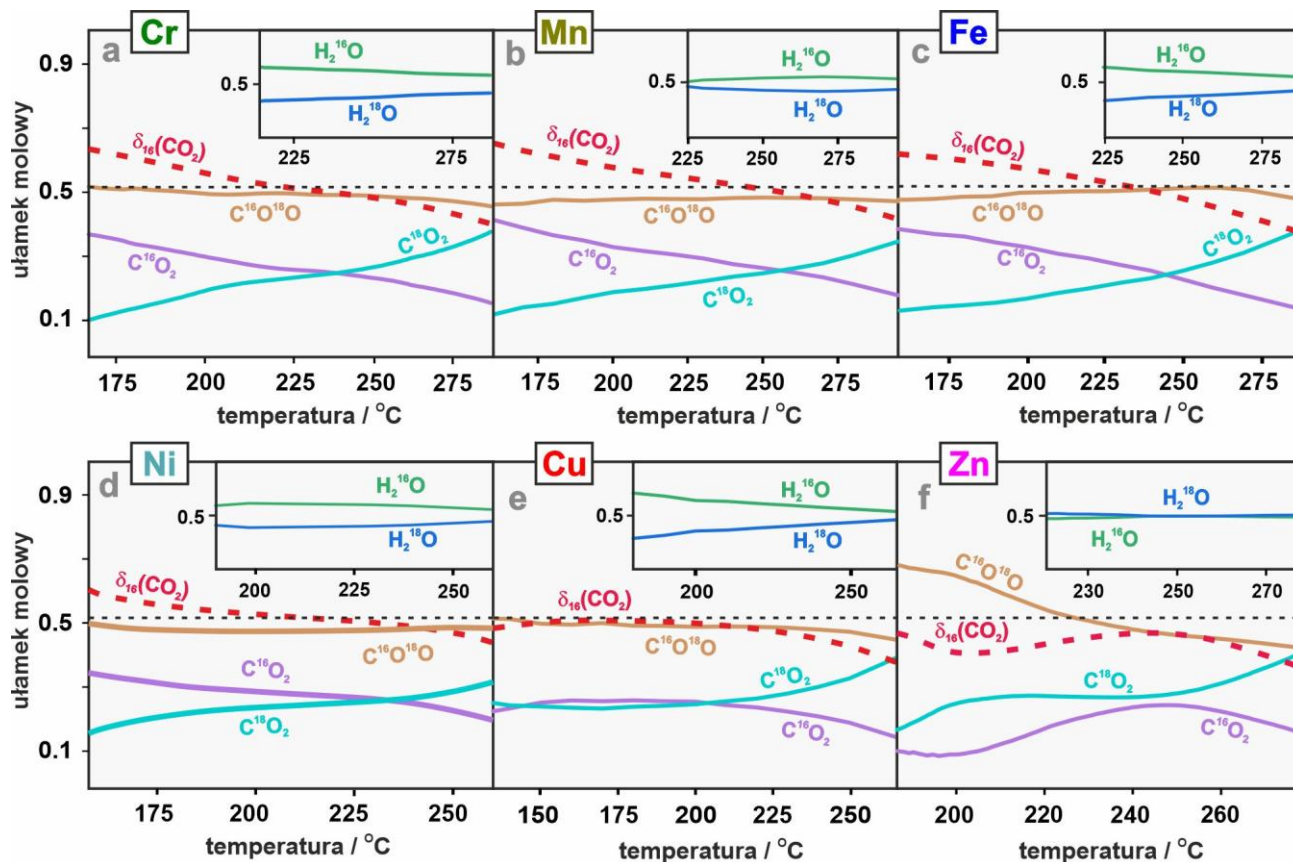 a Cr
b Mn
c Fe
ułamek molowy
0.9
0.5
0.1
H₂¹⁶O
0.5
H₂¹⁸O
225 275
δ₁₆(CO₂)
C¹⁶O¹⁸O
C¹⁸O₂
C¹⁶O₂
175 200 225 250 275
temperatura / °C
H₂¹⁶O
0.5
H₂¹⁸O
225 250 275
δ₁₆(CO₂)
C¹⁶O¹⁸O
C¹⁶O₂
C¹⁸O₂
175 200 225 250 275
temperatura / °C
H₂¹⁶O
0.5
H₂¹⁸O
225 250 275
δ₁₆(CO₂)
C¹⁶O¹⁸O
C¹⁸O₂
C¹⁶O₂
175 200 225 250 275
temperatura / °C
d Ni
e Cu
f Zn
ułamek molowy
0.9
0.5
0.1
H₂¹⁶O
0.5
H₂¹⁸O
200 225 250
δ₁₆(CO₂)
C¹⁶O¹⁸O
C¹⁶O₂
C¹⁸O₂
175 200 225 250
temperatura / °C
H₂¹⁶O
0.5
H₂¹⁸O
200 250
δ₁₆(CO₂)
C¹⁶O¹⁸O
C¹⁸O₂
C¹⁶O₂
150 175 200 225 250
temperatura / °C
H₂¹⁸O
0.5
H₂¹⁶O
230 250 270
C¹⁶O¹⁸O
δ₁₆(CO₂)
C¹⁸O₂
C¹⁶O₂
200 220 240 260
temperatura / °C